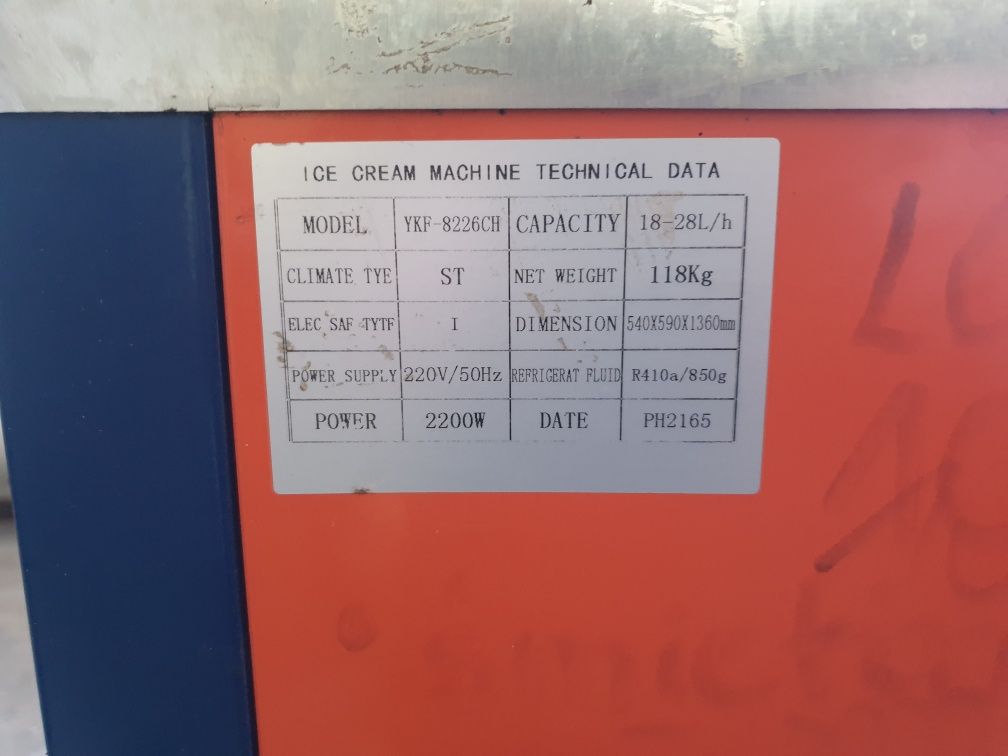 ICE CREAM MACHINE TECHNICAL DATA
MODEL YKF-8226CH CAPACITY 18-28L/h
CLIMATE TYE ST NET WEIGHT 118Kg
ELEC SAF TYTF I DIMENSION 540X590X1360mm
POWER SUPPLY 220V/50Hz REFRIGERAT FLUID R410a/850g
POWER 2200W DATE PH2165